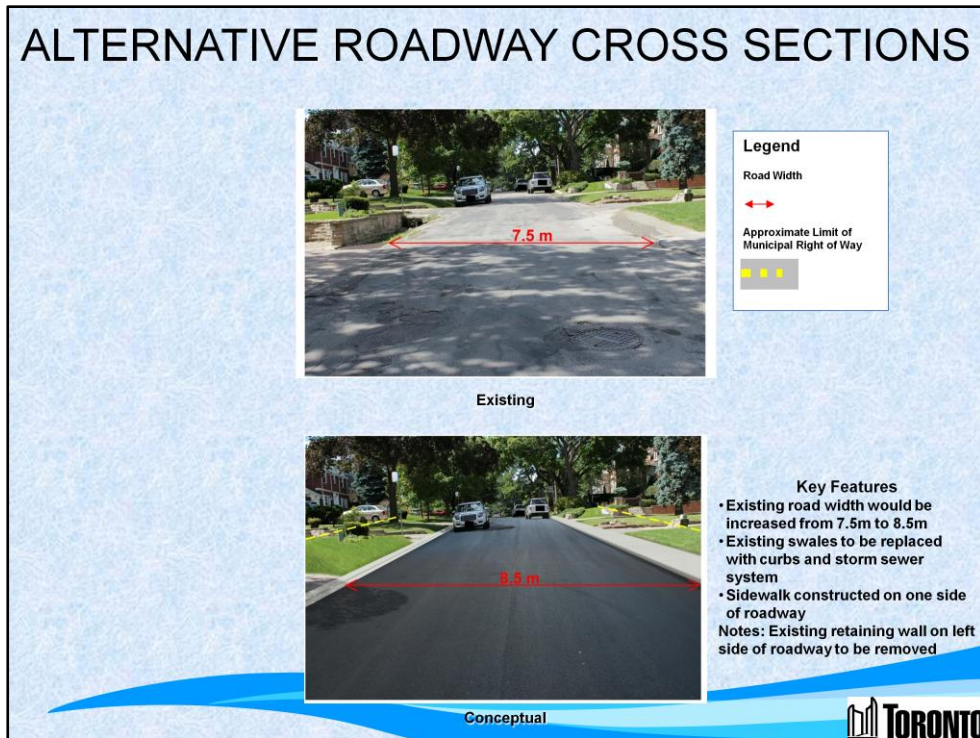 ALTERNATIVE ROADWAY CROSS SECTIONS
7.5 m
Existing
Legend
Road Width
Approximate Limit of
Municipal Right of Way
8.5 m
Conceptual
Key Features
• Existing road width would be
increased from 7.5m to 8.5m
• Existing swales to be replaced
with curbs and storm sewer
system
• Sidewalk constructed on one side
of roadway
Notes: Existing retaining wall on left
side of roadway to be removed
TORONTO